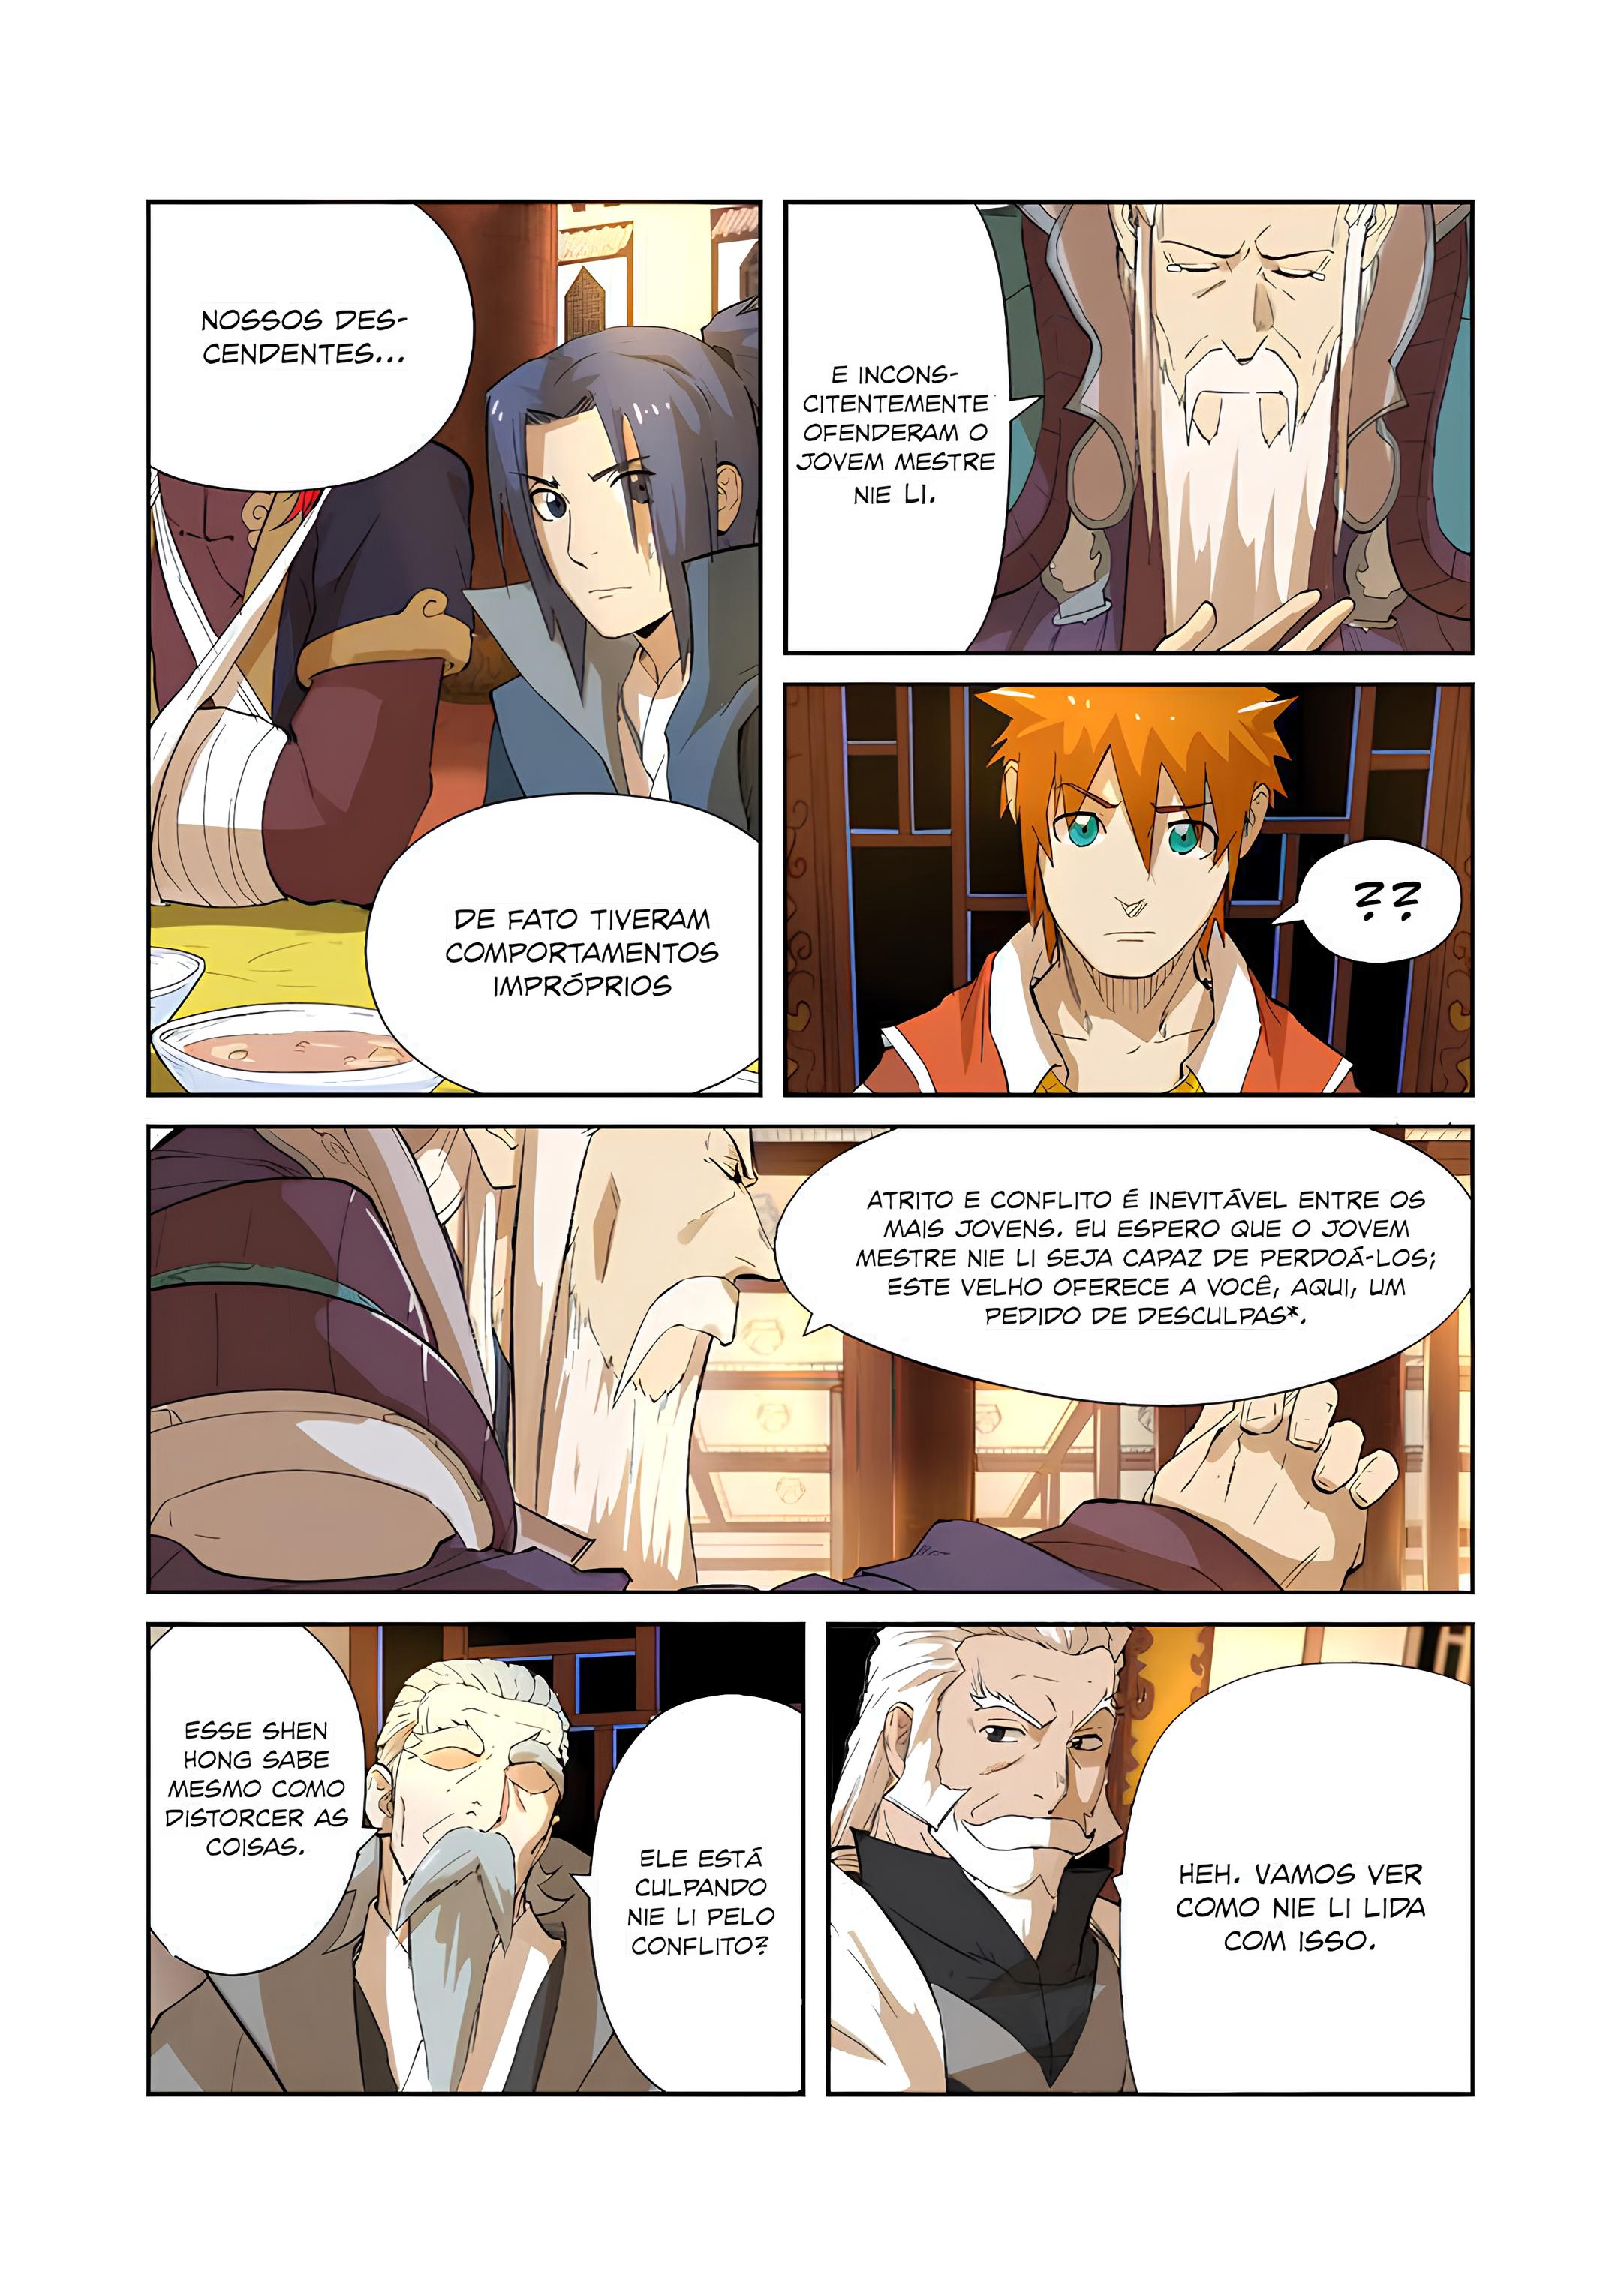 NOSSOS DES-
CENDENTES...
DE FATO TIVERAM
COMPORTAMENTOS
IMPRÓPRIOS
E INCONS-
CITENTEMENTE
OFENDERAM O
JOVEM MESTRE
NIE LI.
??
ATRITO E CONFLITO É INEVITÁVEL ENTRE OS
MAIS JOVENS. EU ESPERO QUE O JOVEM
MESTRE NIE LI SEJA CAPAZ DE PERDOÁ-LOS;
ESTE VELHO OFERECE A VOCÊ, AQUI, UM
PEDIDO DE DESCULPAS*.
ESSE SHEN
HONG SABE
MESMO COMO
DISTORCER AS
COISAS.
ELE ESTÁ
CULPANDO
NIE LI PELO
CONFLITO?
HEH. VAMOS VER
COMO NIE LI LIDA
COM ISSO.